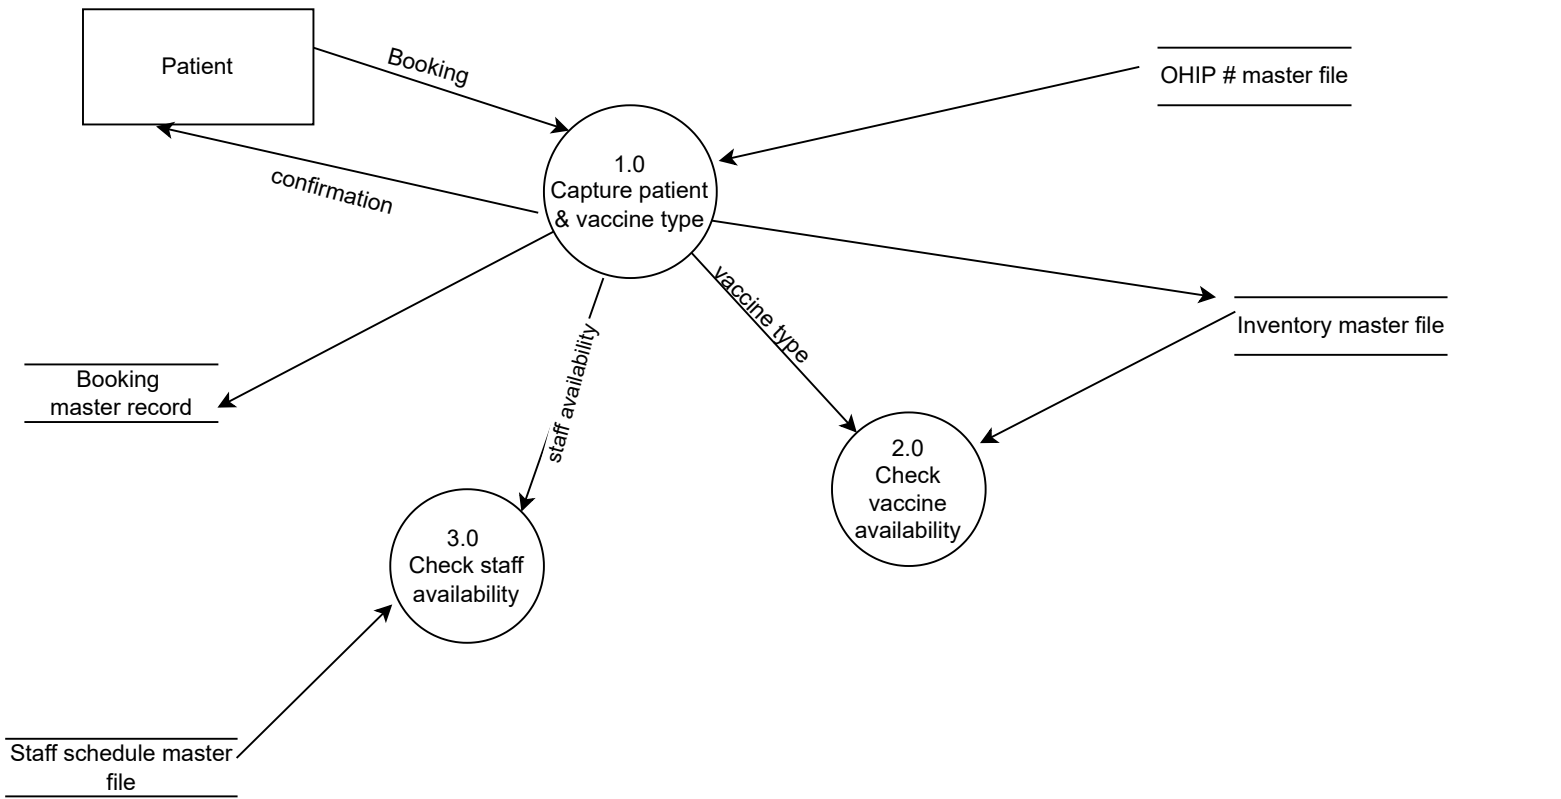 Patient
Booking
OHIP # master file
confirmation
1.0
Capture patient
& vaccine type
vaccine type
staff availability
Inventory master file
Booking
master record
2.0
Check
vaccine
availability
3.0
Check staff
availability
Staff schedule master
file